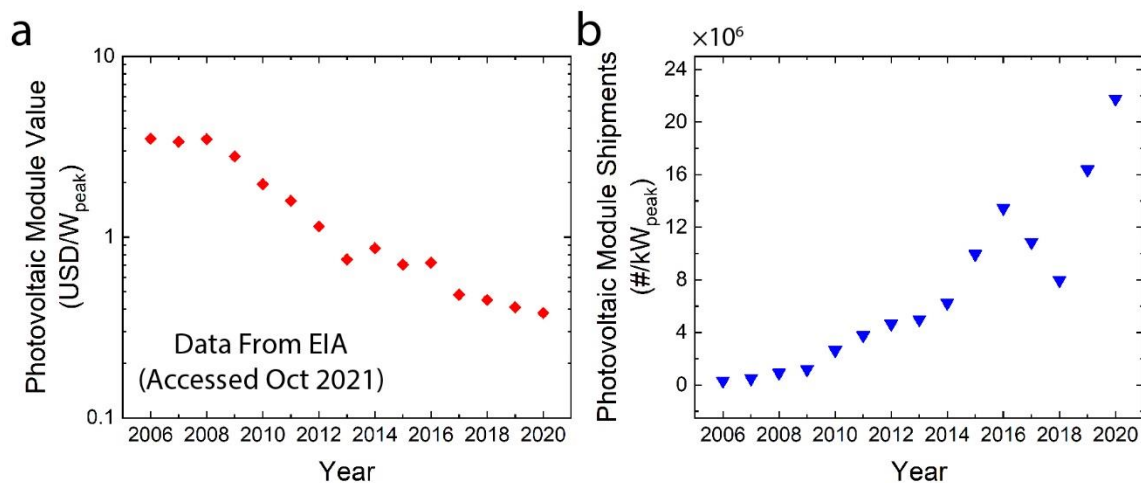 a
Photovoltaic Module Value
(USD/Wpeak)
10
1
0.1
Data From EIA
(Accessed Oct 2021)
2006 2008 2010 2012 2014 2016 2018 2020
Year
b
×10⁶
Photovoltaic Module Shipments
(#/kWpeak)
24
20
16
12
8
4
0
2006 2008 2010 2012 2014 2016 2018 2020
Year